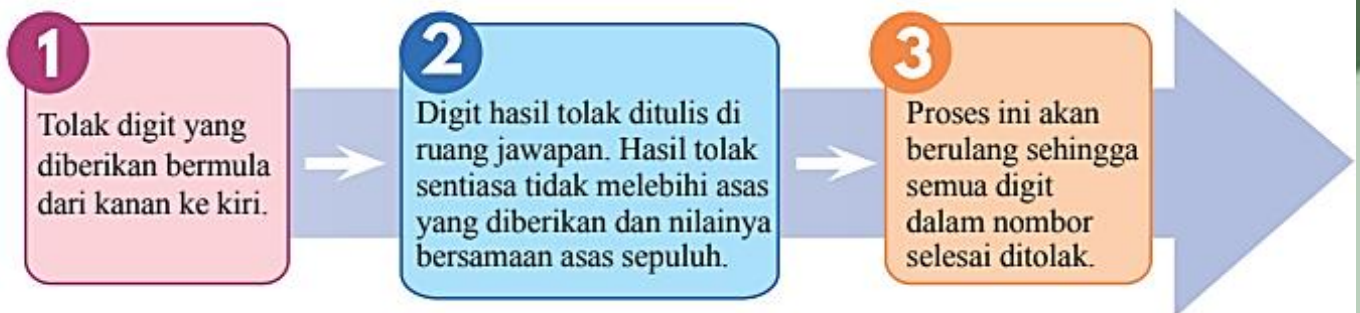 1
Tolak digit yang
diberikan bermula
dari kanan ke kiri.
2
Digit hasil tolak ditulis di
ruang jawapan. Hasil tolak
sentiasa tidak melebihi asas
yang diberikan dan nilainya
bersamaan asas sepuluh.
3
Proses ini akan
berulang sehingga
semua digit
dalam nombor
selesai ditolak.